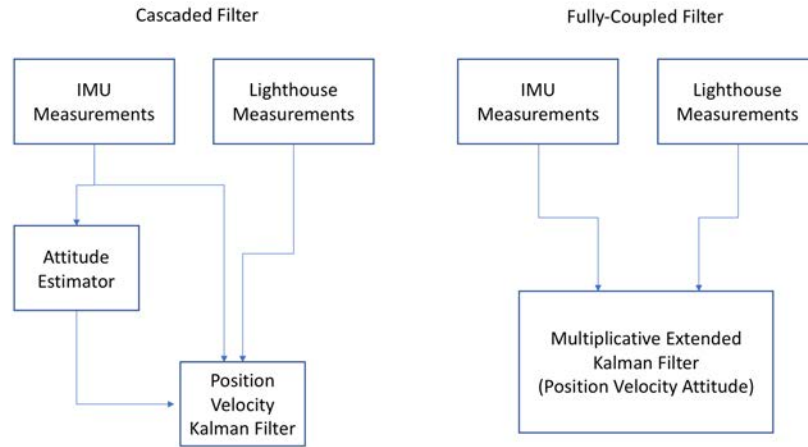 Cascaded Filter
IMU
Measurements
Lighthouse
Measurements
Attitude
Estimator
Position
Velocity
Kalman Filter
Fully-Coupled Filter
IMU
Measurements
Lighthouse
Measurements
Multiplicative Extended
Kalman Filter
(Position Velocity Attitude)